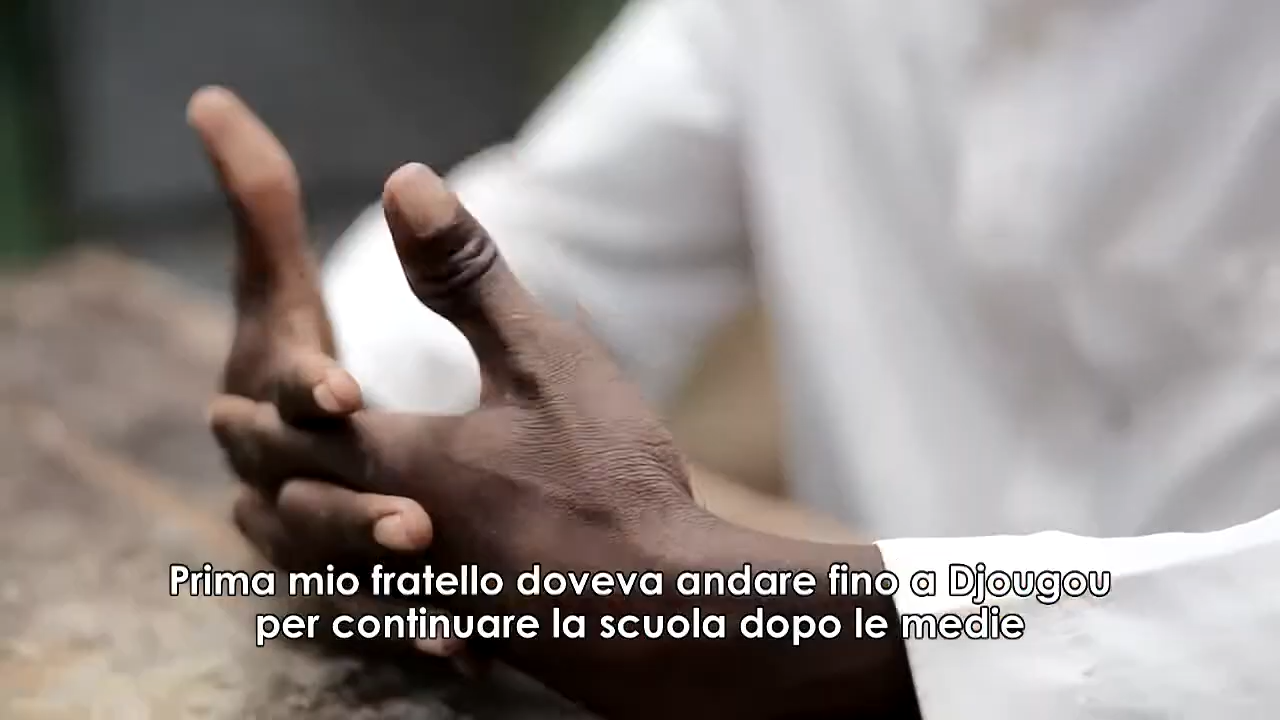 Prima mio fratello doveva andare fino a Djougou
per continuare la scuola dopo le medie